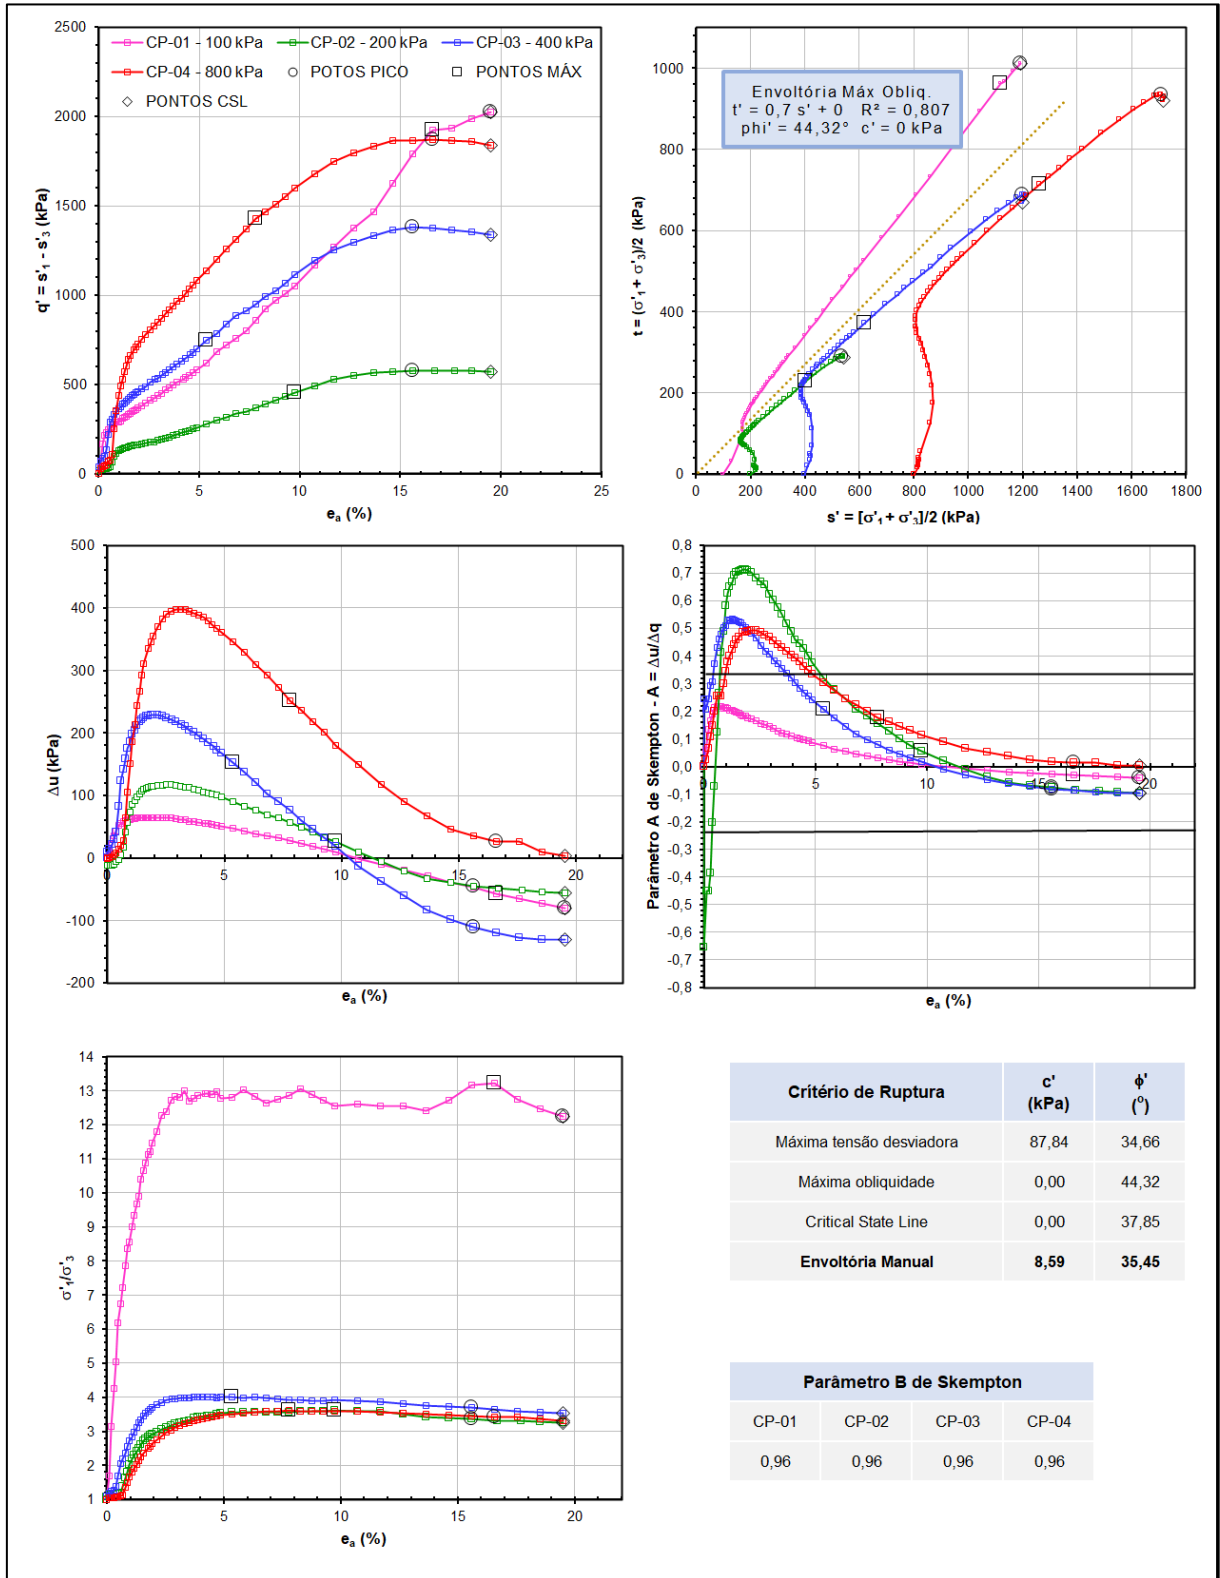 2500
2000
1500
1000
500
0
q' = s'₁ - s'₃ (kPa)
CP-01 - 100 kPa
CP-02 - 200 kPa
CP-03 - 400 kPa
CP-04 - 800 kPa
POTOS PICO
PONTOS MÁX
PONTOS CSL
0 5 10 15 20 25
eₐ (%)
1000
800
600
400
200
0
t = (σ'₁ + σ'₃)/2 (kPa)
Envoltória Máx Obliq.
t' = 0,7 s' + 0 R² = 0,807
phi' = 44,32° c' = 0 kPa
0 200 400 600 800 1000 1200 1400 1600 1800
s' = [σ'₁ + σ'₃]/2 (kPa)
500
400
300
200
100
0
-100
-200
Δu (kPa)
0 5 10 15 20
eₐ (%)
0,8
0,7
0,6
0,5
0,4
0,3
0,2
0,1
0,0
-0,1
-0,2
-0,3
-0,4
-0,5
-0,6
-0,7
-0,8
Parâmetro A de Skempton - A = Δu/Δq
0 5 10 15 20
eₐ (%)
14
13
12
11
10
9
8
7
6
5
4
3
2
1
σ'₁/σ'₃
0 5 10 15 20
eₐ (%)
Critério de Ruptura c' (kPa) ϕ' (º)
Máxima tensão desviadora 87,84 34,66
Máxima obliquidade 0,00 44,32
Critical State Line 0,00 37,85
Envoltória Manual 8,59 35,45
Parâmetro B de Skempton
CP-01 CP-02 CP-03 CP-04
0,96 0,96 0,96 0,96